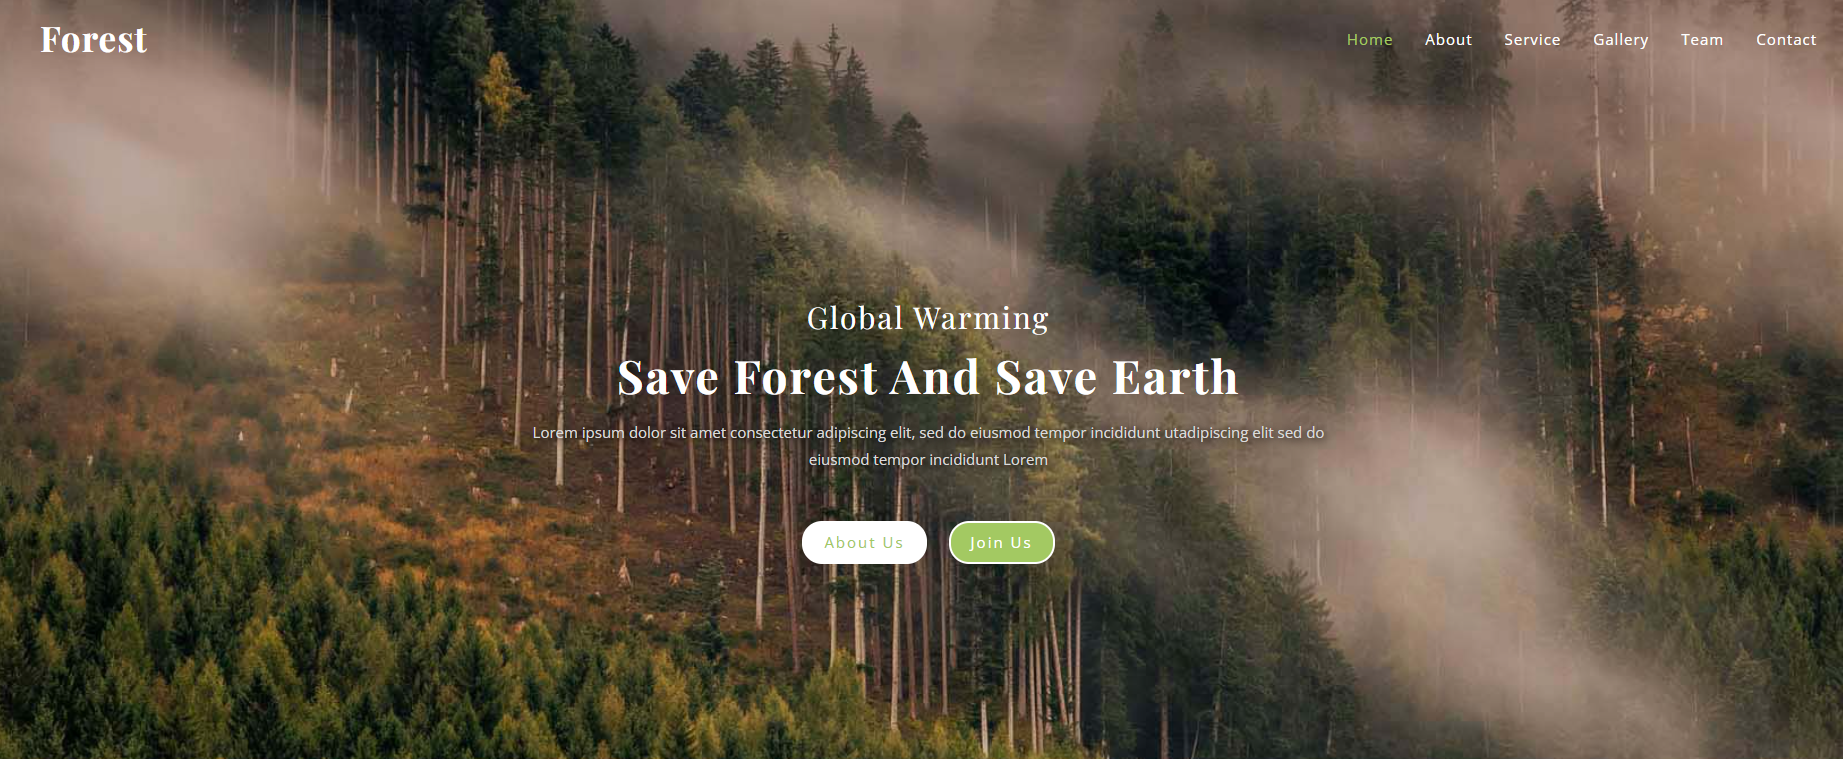 Forest
Home About Service Gallery Team Contact
Global Warming
Save Forest And Save Earth
Lorem ipsum dolor sit amet consectetur adipiscing elit, sed do eiusmod tempor incididunt utadipiscing elit sed do
eiusmod tempor incididunt Lorem
About Us Join Us